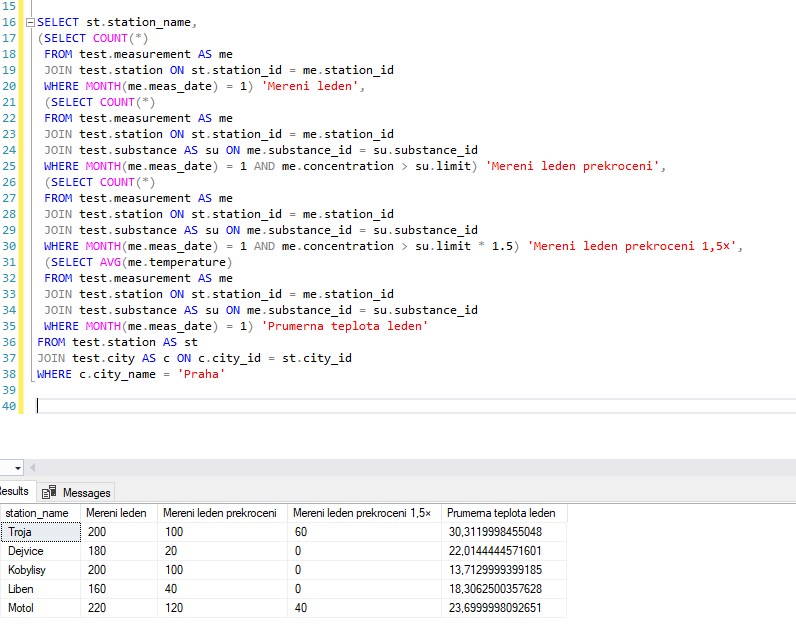 15
16 SELECT st.station_name,
17 (SELECT COUNT(*)
18 FROM test.measurement AS me
19 JOIN test.station ON st.station_id = me.station_id
20 WHERE MONTH(me.meas_date) = 1) 'Mereni leden',
21 (SELECT COUNT(*)
22 FROM test.measurement AS me
23 JOIN test.station ON st.station_id = me.station_id
24 JOIN test.substance AS su ON me.substance_id = su.substance_id
25 WHERE MONTH(me.meas_date) = 1 AND me.concentration > su.limit) 'Mereni leden prekroceni',
26 (SELECT COUNT(*)
27 FROM test.measurement AS me
28 JOIN test.station ON st.station_id = me.station_id
29 JOIN test.substance AS su ON me.substance_id = su.substance_id
30 WHERE MONTH(me.meas_date) = 1 AND me.concentration > su.limit * 1.5) 'Mereni leden prekroceni 1,5×',
31 (SELECT AVG(me.temperature)
32 FROM test.measurement AS me
33 JOIN test.station ON st.station_id = me.station_id
34 JOIN test.substance AS su ON me.substance_id = su.substance_id
35 WHERE MONTH(me.meas_date) = 1) 'Prumerna teplota leden'
36 FROM test.station AS st
37 JOIN test.city AS c ON c.city_id = st.city_id
38 WHERE c.city_name = 'Praha'
39
40
esults Messages
station_name Mereni leden Mereni leden prekroceni Mereni leden prekroceni 1,5× Prumerna teplota leden
Troja 200 100 60 30,3119998455048
Dejvice 180 20 0 22,0144444571601
Kobylisy 200 100 0 13,7129999399185
Liben 160 40 0 18,3062500357628
Motol 220 120 40 23,6999998092651